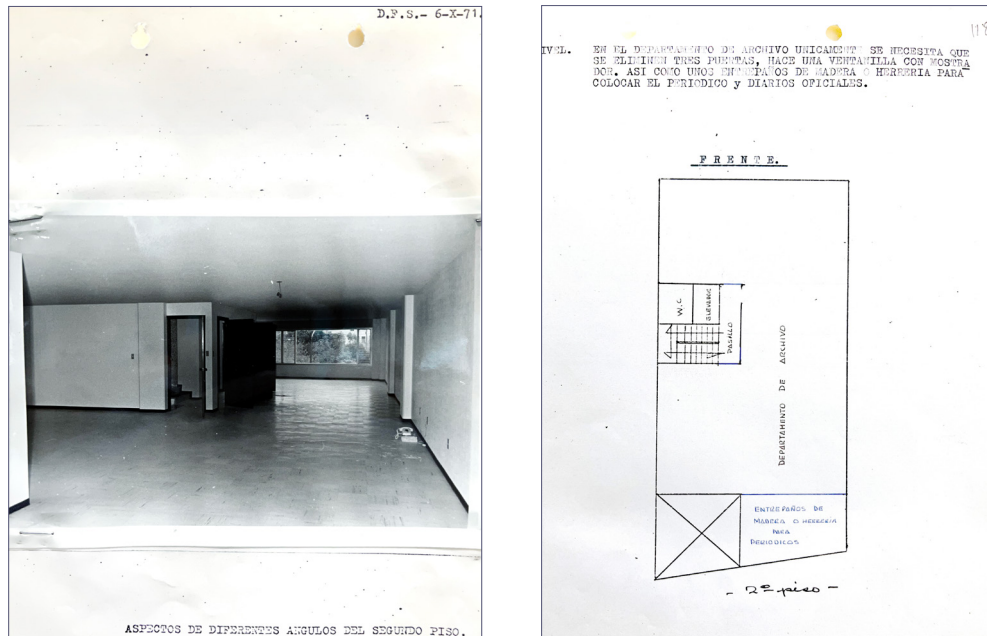 D.F.S.- 6-X-71.
ASPECTOS DE DIFERENTES ANGULOS DEL SEGUNDO PISO.
118
IVEL. EN EL DEPARTAMENTO DE ARCHIVO UNICAMENT SE NECESITA QUE
SE ELIMINEN TRES PUERTAS, HACE UNA VENTANILLA CON MOSTRA
DOR. ASI COMO UNOS ENTREPAÑOS DE MADERA O HERRERIA PARA
COLOCAR EL PERIODICO y DIARIOS OFICIALES.
F R E N T E.
W.C.
ELEVADOR
PASILLO
DEPARTAMENTO DE ARCHIVO
ENTREPAÑOS DE
MADERA O HERRERIA
PARA
PERIODICOS
- 2º piso -